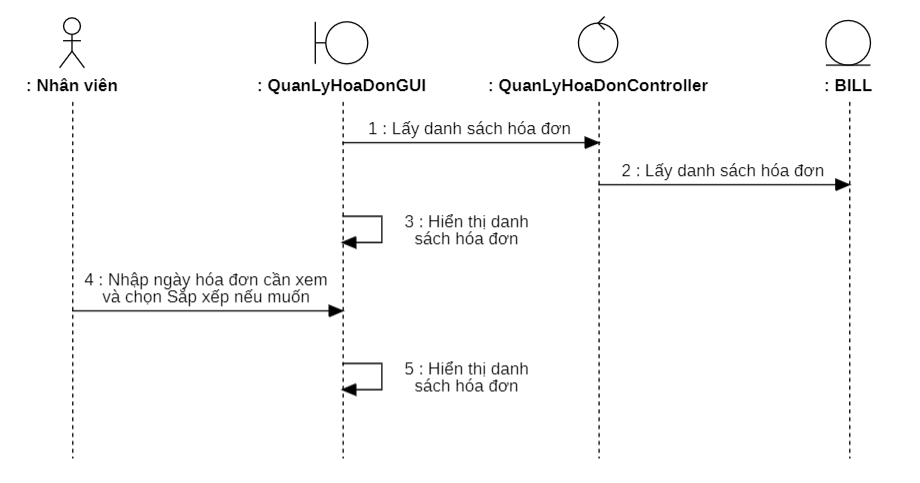 : Nhân viên
: QuanLyHoaDonGUI
: QuanLyHoaDonController
: BILL
1 : Lấy danh sách hóa đơn
2 : Lấy danh sách hóa đơn
3 : Hiển thị danh
sách hóa đơn
4 : Nhập ngày hóa đơn cần xem
và chọn Sắp xếp nếu muốn
5 : Hiển thị danh
sách hóa đơn